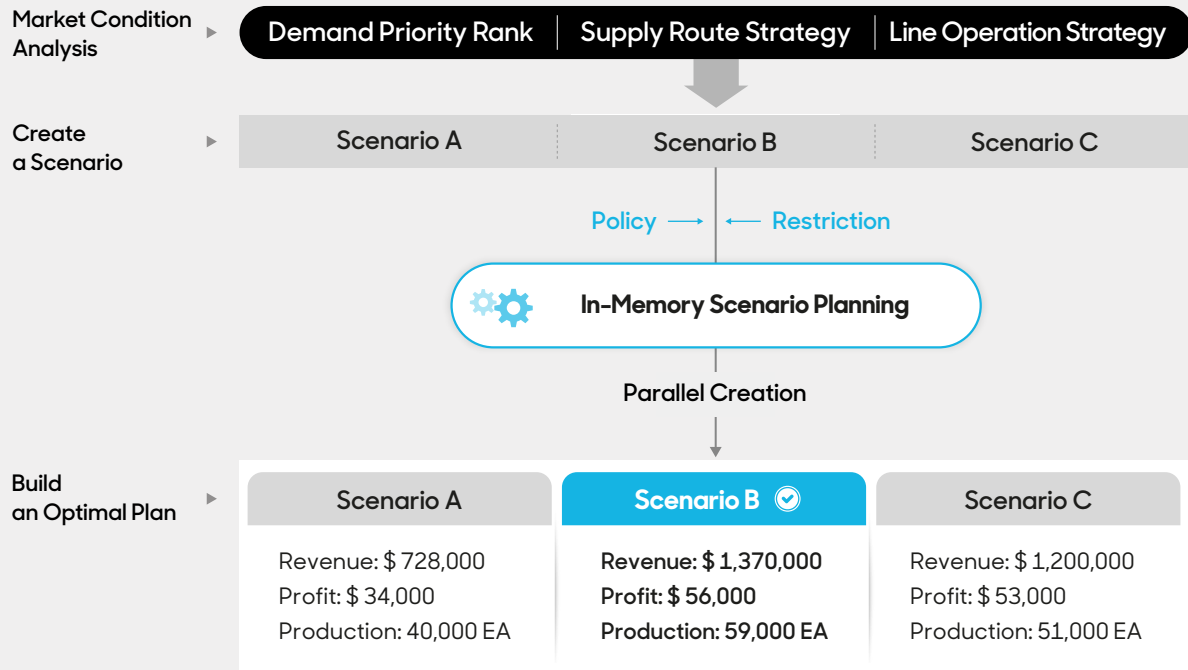 Market Condition
Analysis
Demand Priority Rank
Supply Route Strategy
Line Operation Strategy
Create
a Scenario
Scenario A
Scenario B
Scenario C
Policy
Restriction
In-Memory Scenario Planning
Parallel Creation
Build
an Optimal Plan
Scenario A
Revenue: $ 728,000
Profit: $ 34,000
Production: 40,000 EA
Scenario B
Revenue: $ 1,370,000
Profit: $ 56,000
Production: 59,000 EA
Scenario C
Revenue: $ 1,200,000
Profit: $ 53,000
Production: 51,000 EA